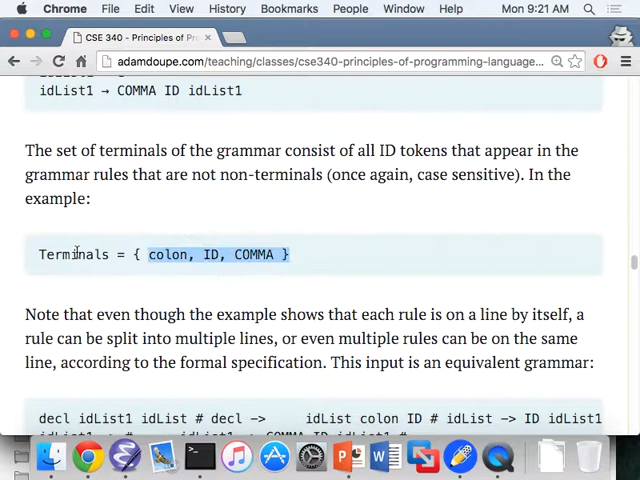 Chrome File Edit View History Bookmarks People Window Help Mon 9:21 AM
CSE 340 - Principles of Pr
adamdoupe.com/teaching/classes/cse340-principles-of-programming-language...
idList1 → COMMA ID idList1
The set of terminals of the grammar consist of all ID tokens that appear in the
grammar rules that are not non-terminals (once again, case sensitive). In the
example:
Terminals = { colon, ID, COMMA }
Note that even though the example shows that each rule is on a line by itself, a
rule can be split into multiple lines, or even multiple rules can be on the same
line, according to the formal specification. This input is an equivalent grammar:
decl idList1 idList # decl -> idList colon ID # idList -> ID idList1